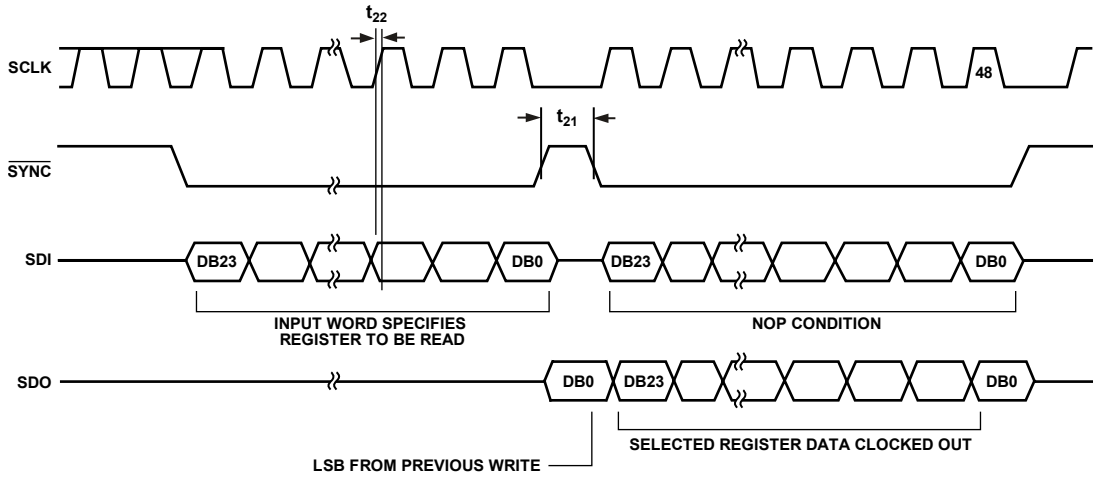 t22
SCLK
48
t21
SYNC
SDI
DB23
DB0
DB23
DB0
INPUT WORD SPECIFIES
REGISTER TO BE READ
NOP CONDITION
SDO
DB0
DB23
DB0
SELECTED REGISTER DATA CLOCKED OUT
LSB FROM PREVIOUS WRITE